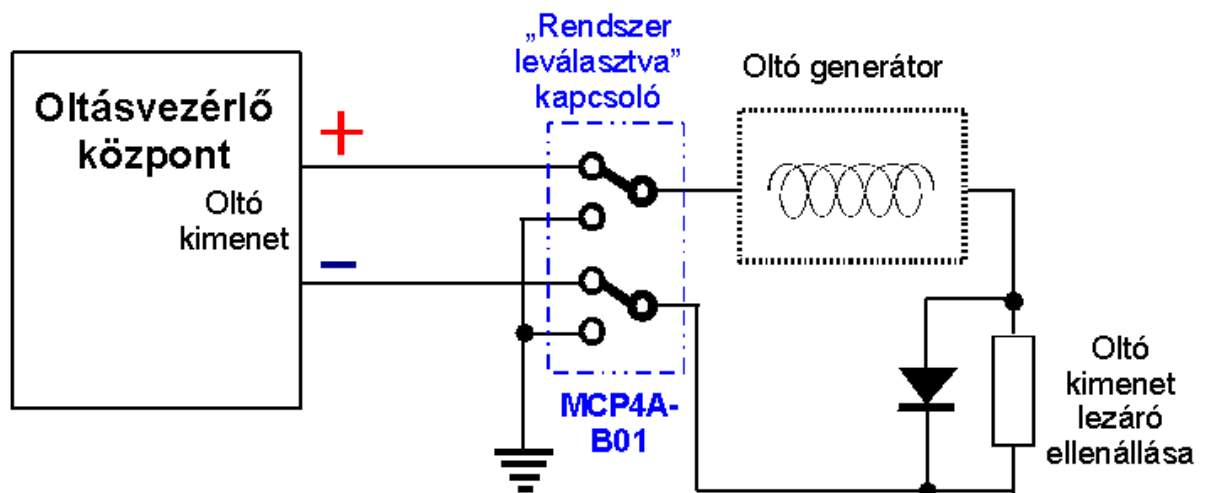 „Rendszer
leválasztva”
kapcsoló
Oltó generátor
Oltásvezérlő
központ
Oltó
kimenet
+
−
MCP4A-
B01
Oltó
kimenet
lezáró
ellenállása